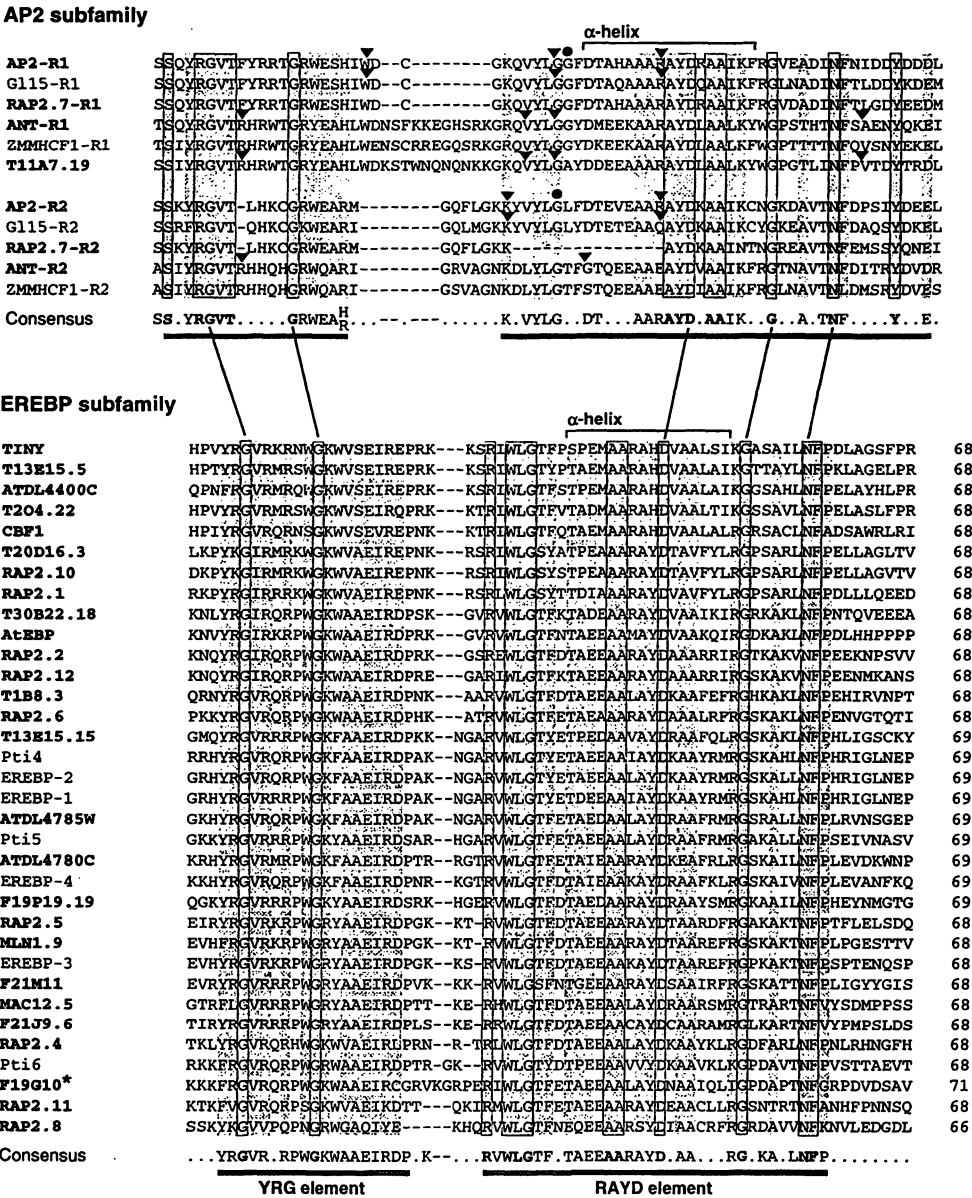 AP2 subfamily
α-helix
AP2-R1 SSQYRGVTFYRRTGRWESHIWD--C---------GKQVYLGGFDTAHAAARAYDRAAIKFRGVEADINFNIDDYDDDL
Gl15-R1 SSQYRGVTFYRRTGRWESHIWD--C---------GKQVYLGGFDTAQAAARAYDQAAIKFRGLNADINFTLDDYKDEM
RAP2.7-R1 SSQYRGVTFYRRTGRWESHIWD--C---------GKQVYLGGFDTAHAAARAYDRAAIKFRGVDADINFTLGDYEEDM
ANT-R1 TSQYRGVTRHRWTGRYEAHLWDNSFKKEGHSRKGRQVYLGGYDMEEKAARAYDLAALKYWGPSTHTNFSAENYQKEI
ZMMHCF1-R1 TSIYRGVTRHRWTGRYEAHLWENSCRREGQSRKGRQVYLGGYDKEEKAARAYDLAALKFWGPTTTTNFQVSNYEKEL
T11A7.19 SSIYRGVTRHRWTGRYEAHLWDKSTWNQNQNKKGKQVYLGAYDDEEAAARAYDLAALKYWGPGTLINFPVTDYTRDL
AP2-R2 SSKYRGVT-LHKCGRWEARM--------GQFLGKKYVYLGLFDTEVEAARAYDKAAIKCNGKDAVTNFDPSIYDEEL
Gl15-R2 SSRFRGVT-QHKCGRWEARI--------GQLMGKKYVYLGLYDTETEAAQAYDKAAIKCYGKEAVTNFDAQSYDKEL
RAP2.7-R2 SSKYRGVT-LHKCGRWEARM--------GQFLGKK---------------AYDKAAINTNGREAVTNFEMSSYQNEI
ANT-R2 ASIYRGVTRHHQHGRWQARI--------GRVAGNKDLYLGTFGTQEEAAEAYDVAAIKFRGTNAVTNFDITRYDVDR
ZMMHCF1-R2 ASIYRGVTRHHQHGRWQARI--------GSVAGNKDLYLGTFSTQEEAAEAYDIAAIKFRGLNAVTNLDMSRYDVES
Consensus SS.YRGVT.....GRWEAH/R...--.----.......K.VYLG..DT...AARAYD.AAIK..G..A.TNF....Y..E.
EREBP subfamily
α-helix
TINY HPVYRGVRKRNWGKWVSEIREPRK---KSRIWLGTFPSPEMAARAHDVAALSIKGASAILNFPDLAGSFPR 68
T13E15.5 HPTYRGVRMRSWGKWVSEIREPRK---KSRIWLGTYPTAEMAARAHDVAALAIKGTTAYLNFPKLAGELPR 68
ATDL4400C QPNFRGVRMRQWGKWVSEIREPRK---KSRIWLGTFSTPEMAARAHDVAALAIKGGSAHLNFPELAYHLPR 68
T2O4.22 HPVYRGVRMRSWGKWVSEIRQPRK---KTRIWLGTFVTADMAARAHDVAALTIKGSSAVLNFPELASLFPR 68
CBF1 HPIYRGVRQRNSGKWVSEVREPNK---KTRIWLGTFQTAEMAARAHDVAALALRGRSACLNFADSAWRLRI 68
T20D16.3 LKPYKGIRMRKWGKWVAEIREPNK---RSRIWLGSYATPEAAARAYDTAVFYLRGPSARLNFPELLAGLTV 68
RAP2.10 DKPYKGIRMRKWGKWVAEIREPNK---RSRIWLGSYSTPEAAARAYDTAVFYLRGPSARLNFPELLAGVTV 68
RAP2.1 RKPYRGIRRRKWGKWVAEIREPNK---RSRLWLGSYTTDIAAARAYDVAVFYLRGPSARLNFPDLLLQEED 68
T30B22.18 KNLYRGIRQRPWGKWAAEIRDPSK---GVRVWLGTFKTADEAARAYDVAAIKIRGRKAKLNFPNTQVEEEA 68
AtEBP KNVYRGIRKRPWGKWAAEIRDPRK---GVRVWLGTFNTAEEAAMAYDVAAKQIRGDKAKLNFPDLHHPPPP 68
RAP2.2 KNQYRGIRQRPWGKWAAEIRDPRK---GSREWLGTFDTAEEAARAYDAAARRIRGTKAKVNFPEEKNPSVV 68
RAP2.12 KNQYRGIRQRPWGKWAAEIRDPRE---GARIWLGTFKTAEEAARAYDAAARRIRGSKAKVNFPEENMKANS 68
T1B8.3 QRNYRGVRQRPWGKWAAEIRDPNK---AARVWLGTFDTAEEAALAYDKAAFEFRGHKAKLNFPEHIRVNPT 68
RAP2.6 PKKYRGVRQRPWGKWAAEIRDPHK---ATRVWLGTFETAEAAARAYDAAALRFRGSKAKLNFPENVGTQTI 68
T13E15.15 GMQYRGVRRRPWGKFAAEIRDPKK---NGARVWLGTYETPEDAAVAYDRAAFQLRGSKAKLNFPHLIGSCKY 69
Pti4 RRHYRGVRQRPWGKFAAEIRDPAK---NGARVWLGTYETAEEAAIAYDKAAYRMRGSKAHLNFPHRIGLNEP 69
EREBP-2 GRHYRGVRQRPWGKFAAEIRDPAK---NGARVWLGTYETAEEAALAYDKAAYRMRGSKALLNFPHRIGLNEP 69
EREBP-1 GRHYRGVRRRPWGKFAAEIRDPAK---NGARVWLGTYETDEEAAIAYDKAAYRMRGSKAHLNFPHRIGLNEP 69
ATDL4785W GKHYRGVRQRPWGKFAAEIRDPAK---NGARVWLGTFETAEDAALAYDRAAFRMRGSRALLNFPLRVNSGEP 69
Pti5 GKKYRGVRRRPWGKFAAEIRDSAR---HGARVWLGTFETAEEAALAYDRAAFRMRGAKALLNFPSEIVNASV 69
ATDL4780C KRHYRGVRMRPWGKFAAEIRDPTR---RGTRVWLGTFETAIEAARAYDKEAFRLRGSKAILNFPLEVDKWNP 69
EREBP-4 KKHYRGVRQRPWGKFAAEIRDPNR---KGTRVWLGTFDTAIEAAKAYDRAAFKLRGSKAIVNFPLEVANFKQ 69
F19P19.19 QGKYRGVRQRPWGKFAAEIRDSRK---HGERVWLGTFDTAEDAARAYDRAAYSMRGKAAILNFPHEYNMGTG 69
RAP2.5 EIRYRGVRKRPWGRYAAEIRDPGK---KT-RVWLGTFDTAEEAARAYDTAARDFRGAKAKTNFPTFLELSDQ 68
MLN1.9 EVHFRGVRKRPWGRYAAEIRDPGK---KT-RVWLGTFDTAEEAARAYDTAAREFRGSKAKTNFPLPGESTTV 68
EREBP-3 EVHYRGVRKRPWGRYAAEIRDPGK---KS-RVWLGTFDTAEEAAKAYDTAAREFRGPKAKTNFPSPTENQSP 68
F21M11 EVRYRGVRKRPWGRYAAEIRDPVK---KK-RVWLGSFNTGEEAARAYDSAAIRFRGSKATTNFPLIGYYGIS 68
MAC12.5 GTRFLGVRRRPWGRYAAEIRDPTT---KE-RHWLGTFDTAEEAALAYDRAARSMRGTRARTNFVYSDMPPSS 68
F21J9.6 TIRYRGVRRRPWGRYAAEIRDPLS---KE-RRWLGTFDTAEEAACAYDCAARAMRGLKARTNFVYPMPSLDS 68
RAP2.4 TKLYRGVRQRHWGKWVAEIRLPRN---R-TRLWLGTFDTAEEAALAYDKAAYKLRGDFARLNFPNLRHNGFH 68
Pti6 RKKFRGVRQRPWGRWAAEIRDPTR-GK--RVWLGTYDTPEEAAVVYDKAAVKLKGPDAVTNFPVSTTAEVT 68
F19G10* KKKFRGVRQRPWGKWAAEIRCGRVKGRPERIWLGTFETAEEAALAYDNAAIQLIGPDAPTNFGRPDVDSAV 71
RAP2.11 KTKFVGVRQRPSGKWVAEIKDTT----QKIRMWLGTFETAEEAARAYDEAACLLRGSNTRTNFANHFPNNSQ 68
RAP2.8 SSKYKGVVPQPNGRWGAQIYE-----KHQRVWLGTFNEQEEAARSYDIAACRFRGRDAVVNFKNVLEDGDL 66
Consensus ...YRGVR.RPWGKWAAEIRDP.K---...RVWLGTF.TAEEAARAYD.AA...RG.KA.LNFP.........
YRG element
RAYD element